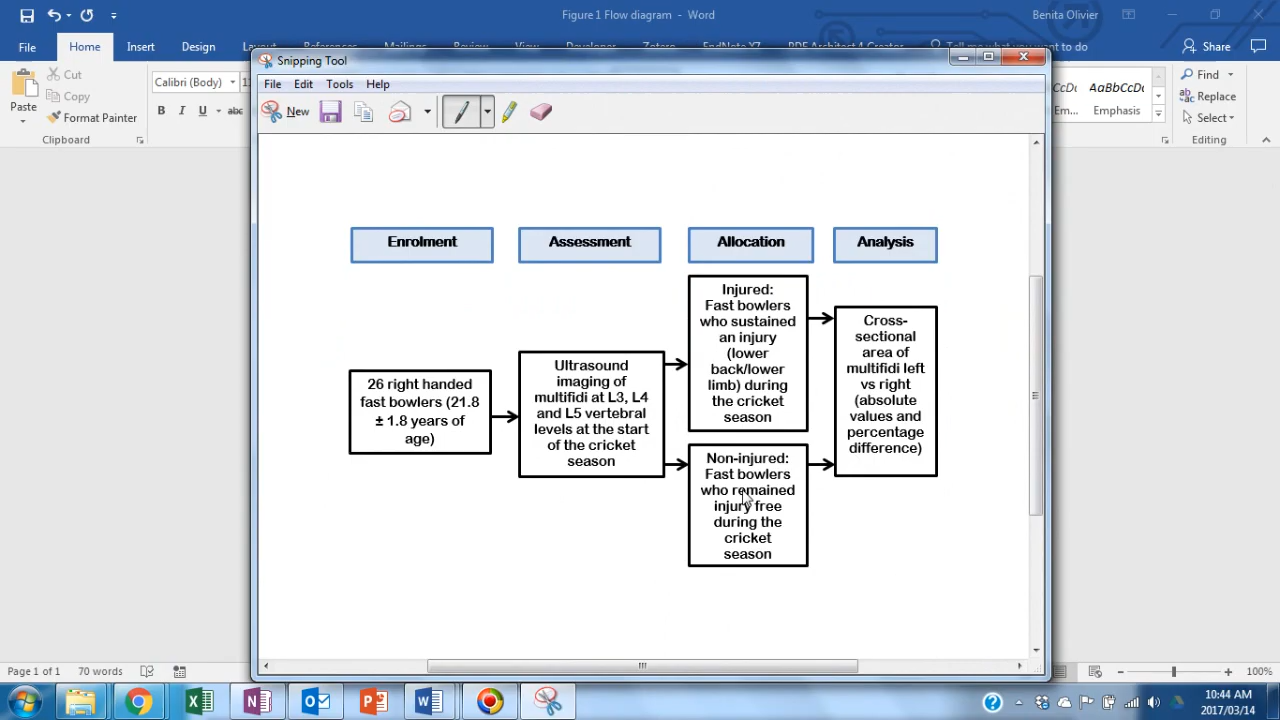 Figure 1 Flow diagram - Word
Benita Olivier
File
Home
Insert
Design
Share
Cut
Copy
Format Painter
Paste
Clipboard
Calibri (Body)
B I U abc
Find
Replace
Select
Editing
AaBbCcDc
Em...
Emphasis
Snipping Tool
File Edit Tools Help
New
Enrolment
Assessment
Allocation
Analysis
26 right handed
fast bowlers (21.8
± 1.8 years of
age)
Ultrasound
imaging of
multifidi at L3, L4
and L5 vertebral
levels at the start
of the cricket
season
Injured:
Fast bowlers
who sustained
an injury
(lower
back/lower
limb) during
the cricket
season
Non-injured:
Fast bowlers
who remained
injury free
during the
cricket
season
Cross-
sectional
area of
multifidi left
vs right
(absolute
values and
percentage
difference)
Page 1 of 1 70 words
100%
10:44 AM
2017/03/14